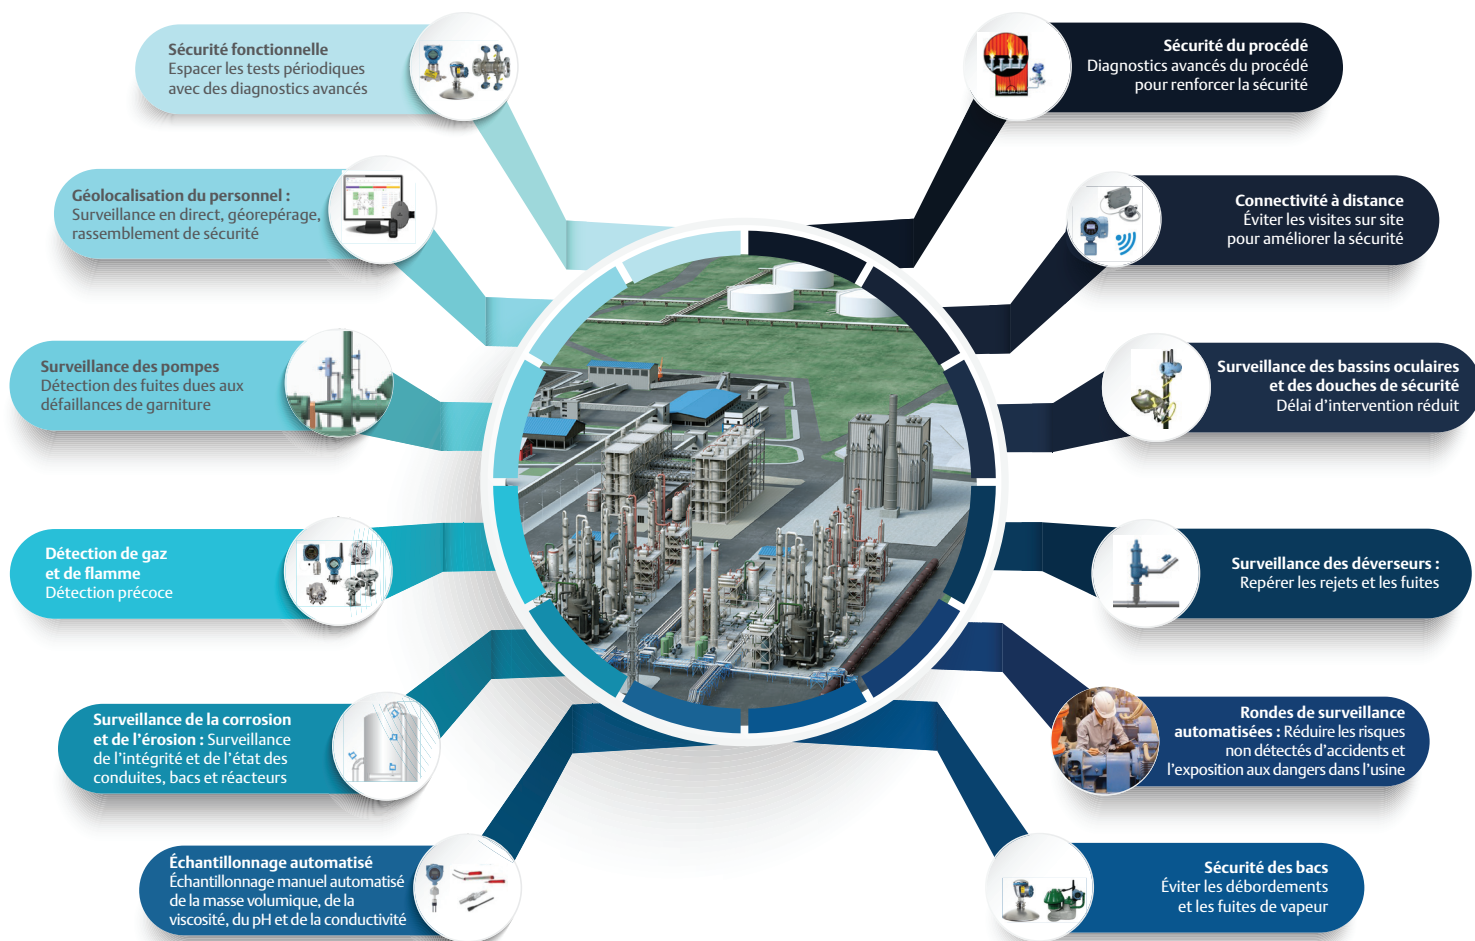 Sécurité fonctionnelle
Espacer les tests périodiques
avec des diagnostics avancés
Géolocalisation du personnel :
Surveillance en direct, géorepérage,
rassemblement de sécurité
Surveillance des pompes
Détection des fuites dues aux
défaillances de garniture
Détection de gaz
et de flamme
Détection précoce
Surveillance de la corrosion
et de l'érosion : Surveillance
de l'intégrité et de l'état des
conduites, bacs et réacteurs
Échantillonnage automatisé
Échantillonnage manuel automatisé
de la masse volumique, de la
viscosité, du pH et de la conductivité
Sécurité du procédé
Diagnostics avancés du procédé
pour renforcer la sécurité
Connectivité à distance
Éviter les visites sur site
pour améliorer la sécurité
Surveillance des bassins oculaires
et des douches de sécurité
Délai d'intervention réduit
Surveillance des déverseurs :
Repérer les rejets et les fuites
Rondes de surveillance
automatisées : Réduire les risques
non détectés d'accidents et
l'exposition aux dangers dans l'usine
Sécurité des bacs
Éviter les débordements
et les fuites de vapeur